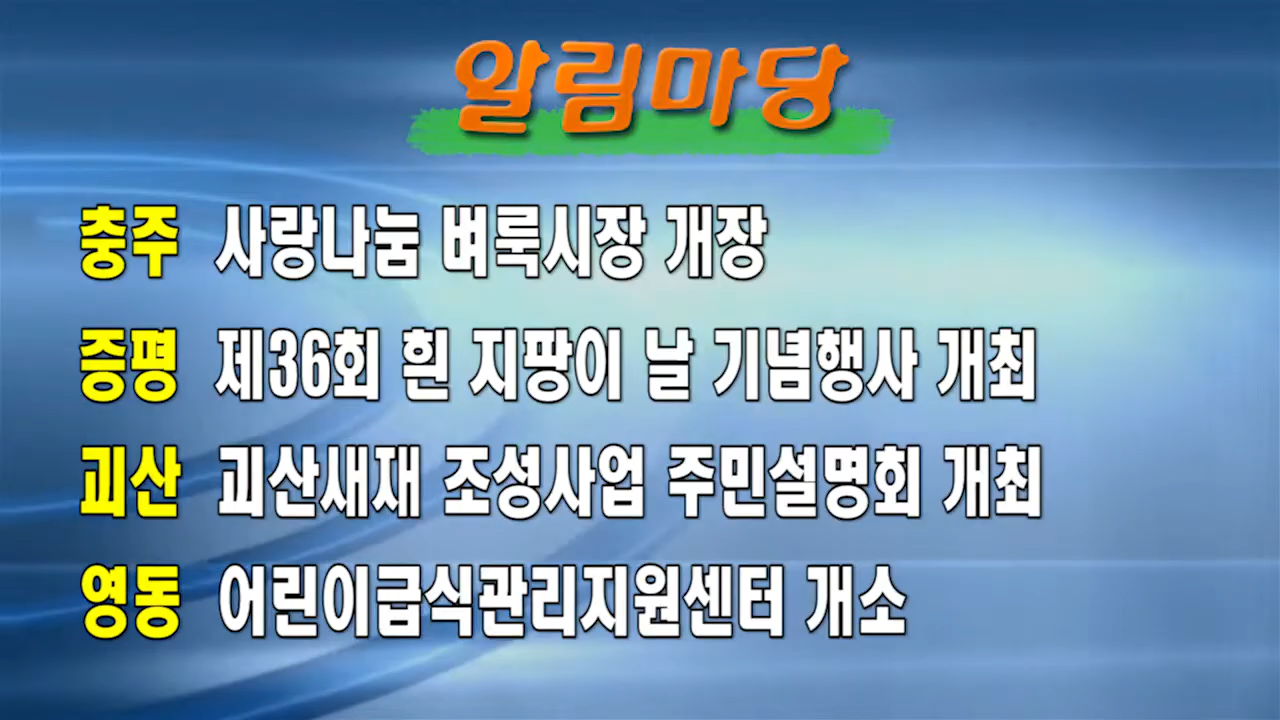 알림마당
충주 사랑나눔 벼룩시장 개장
증평 제36회 흰 지팡이 날 기념행사 개최
괴산 괴산새재 조성사업 주민설명회 개최
영동 어린이급식관리지원센터 개소